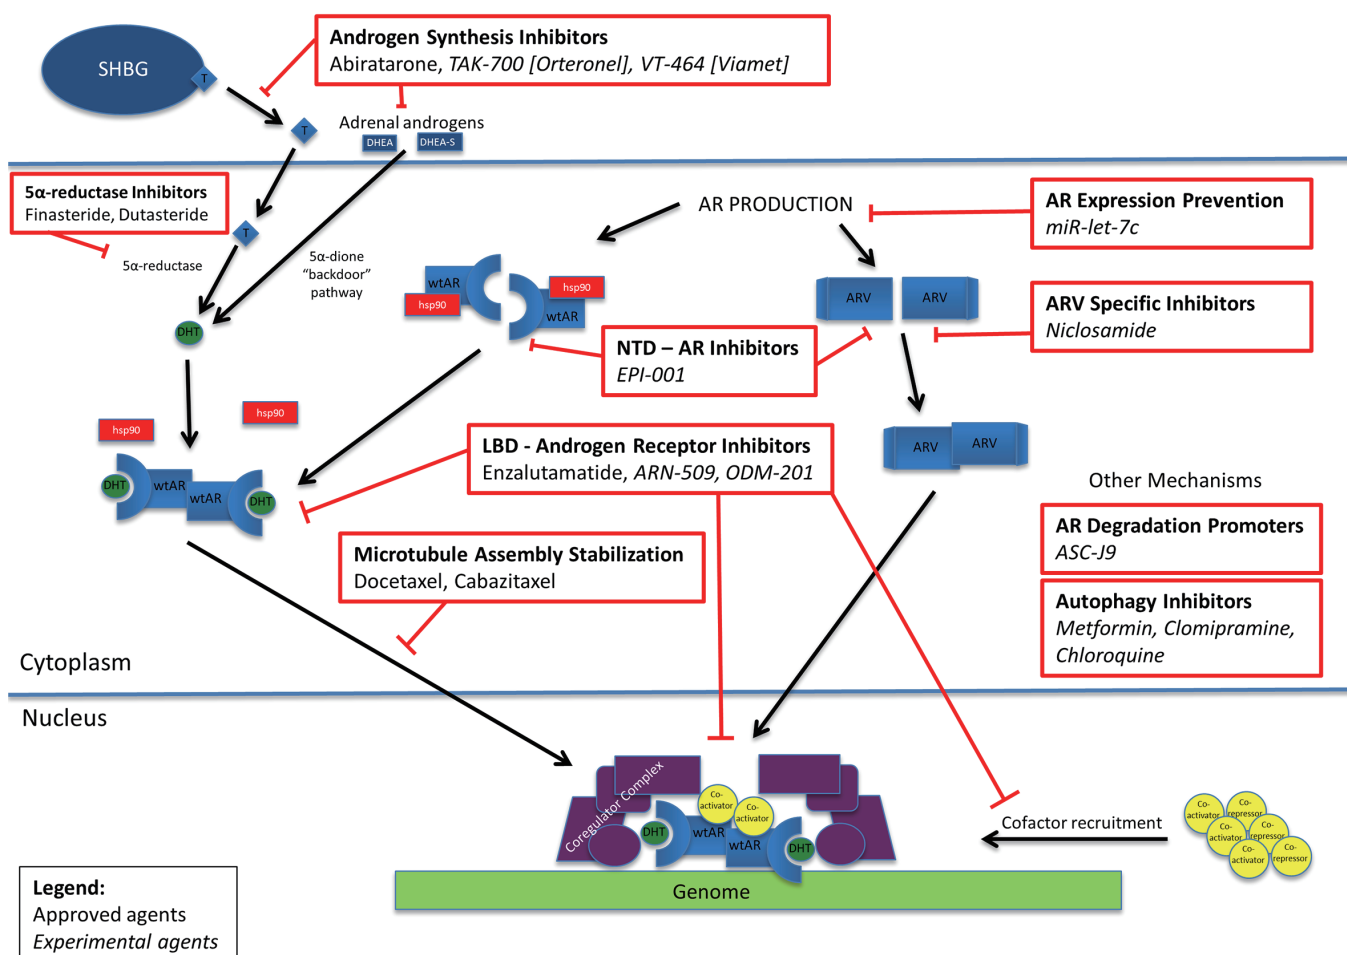 Androgen Synthesis Inhibitors
Abiratarone, TAK-700 [Orteronel], VT-464 [Viamet]
SHBG
T
T
Adrenal androgens
DHEA
DHEA-S
5α-reductase Inhibitors
Finasteride, Dutasteride
T
5α-reductase
5α-dione
"backdoor"
pathway
DHT
AR PRODUCTION
AR Expression Prevention
miR-let-7c
wtAR
hsp90
hsp90
wtAR
ARV
ARV
ARV Specific Inhibitors
Niclosamide
NTD – AR Inhibitors
EPI-001
hsp90
hsp90
LBD - Androgen Receptor Inhibitors
Enzalutamatide, ARN-509, ODM-201
ARV
ARV
DHT
wtAR
wtAR
DHT
Other Mechanisms
AR Degradation Promoters
ASC-J9
Microtubule Assembly Stabilization
Docetaxel, Cabazitaxel
Autophagy Inhibitors
Metformin, Clomipramine,
Chloroquine
Cytoplasm
Nucleus
Coregulator Complex
Co-
activator
Co-
activator
DHT
wtAR
wtAR
DHT
Cofactor recruitment
Co-
activator
Co-
repressor
Co-
activator
Co-
repressor
Co-
activator
Co-
repressor
Genome
Legend:
Approved agents
Experimental agents